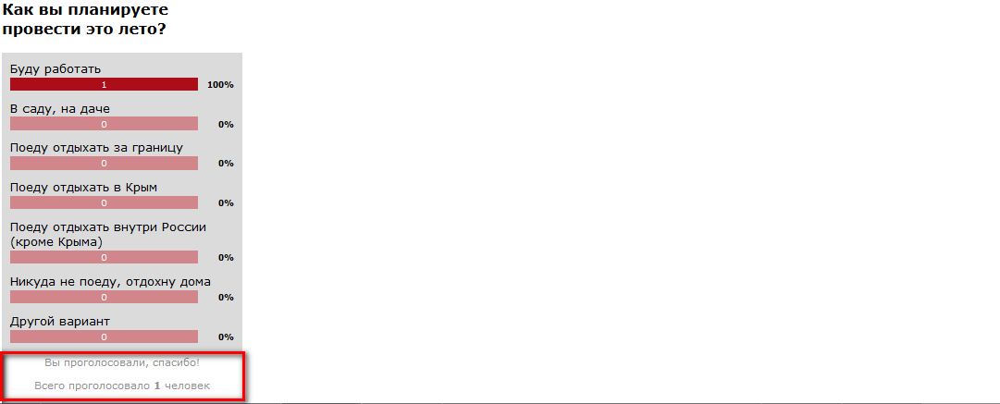 Как вы планируете
провести это лето?
Буду работать
1 100%
В саду, на даче
0 0%
Поеду отдыхать за границу
0 0%
Поеду отдыхать в Крым
0 0%
Поеду отдыхать внутри России
(кроме Крыма)
0 0%
Никуда не поеду, отдохну дома
0 0%
Другой вариант
0 0%
Вы проголосовали, спасибо!
Всего проголосовало 1 человек